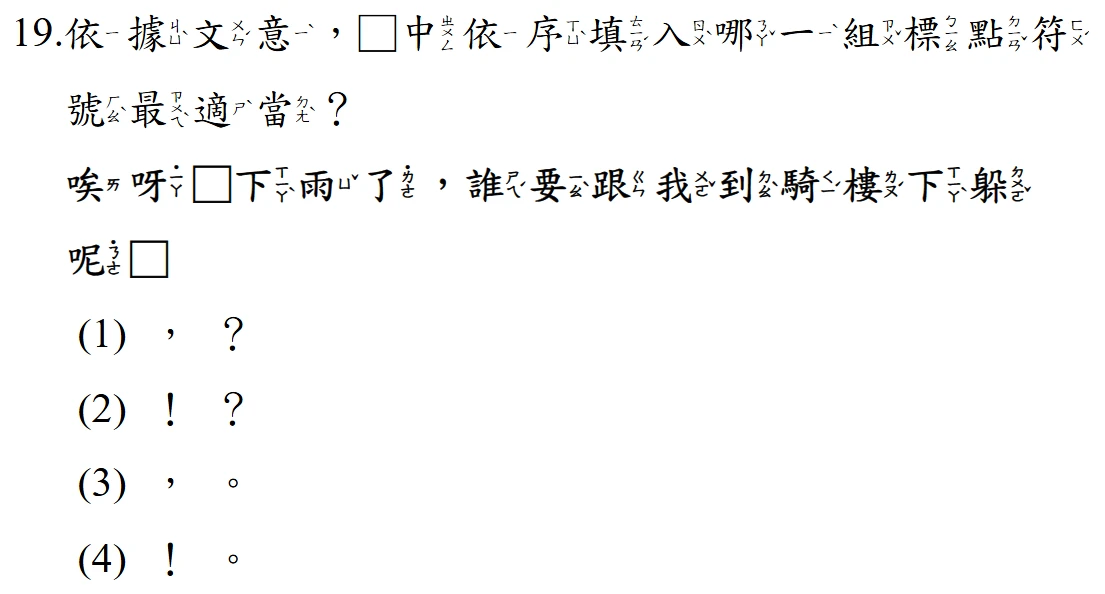 19.依據文意，□中依序填入哪一組標點符
號最適當？
唉呀□下雨了，誰要跟我到騎樓下躲
呢□
(1) ， ？
(2) ！ ？
(3) ， 。
(4) ！ 。